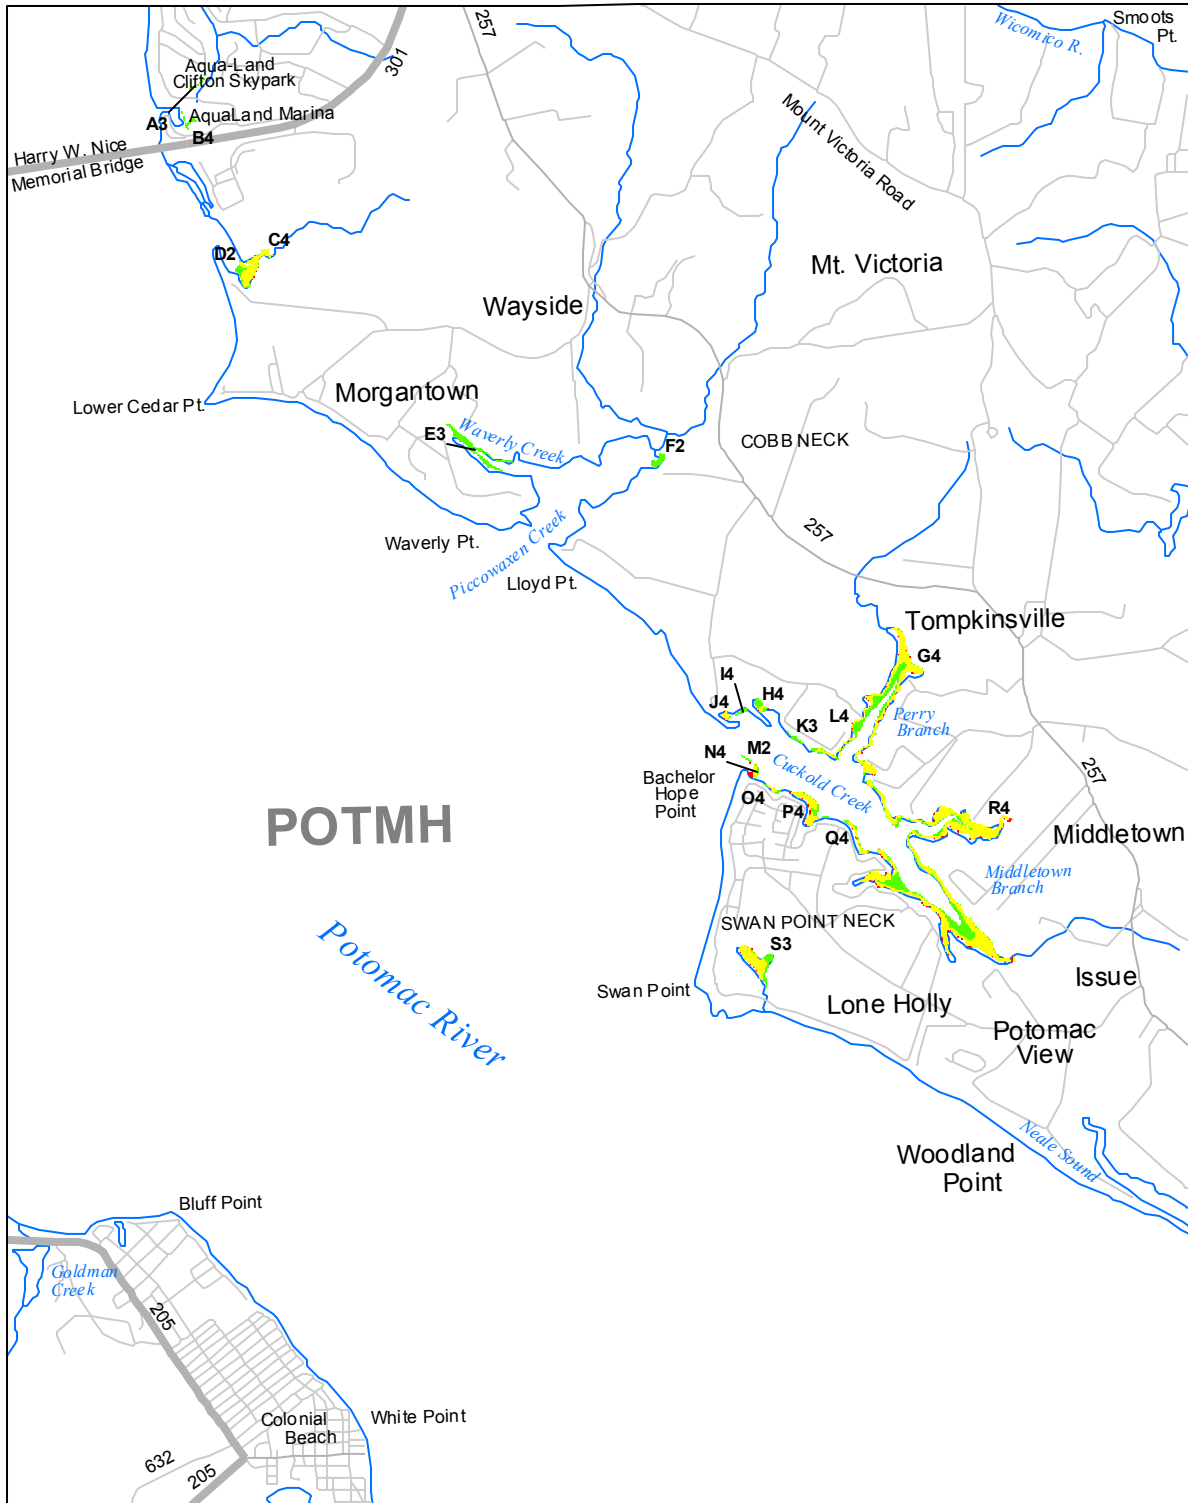 Smoots
Pt.
Wicomico R.
257
301
Aqua-Land
Clifton Skypark
AquaLand Marina
A3
B4
Harry W. Nice
Memorial Bridge
Mount Victoria Road
C4
D2
Mt. Victoria
Wayside
Morgantown
Lower Cedar Pt.
Waverly Creek
E3
F2
COBB NECK
257
Waverly Pt.
Piccowaxen Creek
Lloyd Pt.
Tompkinsville
G4
I4
H4
J4
L4
K3
Perry
Branch
N4
M2
Cuckold Creek
257
Bachelor
Hope
Point
O4
P4
Q4
R4
Middletown
POTMH
Middletown
Branch
SWAN POINT NECK
S3
Potomac River
Swan Point
Issue
Lone Holly
Potomac
View
Neale Sound
Woodland
Point
Bluff Point
Goldman
Creek
205
Colonial
Beach
White Point
632
205